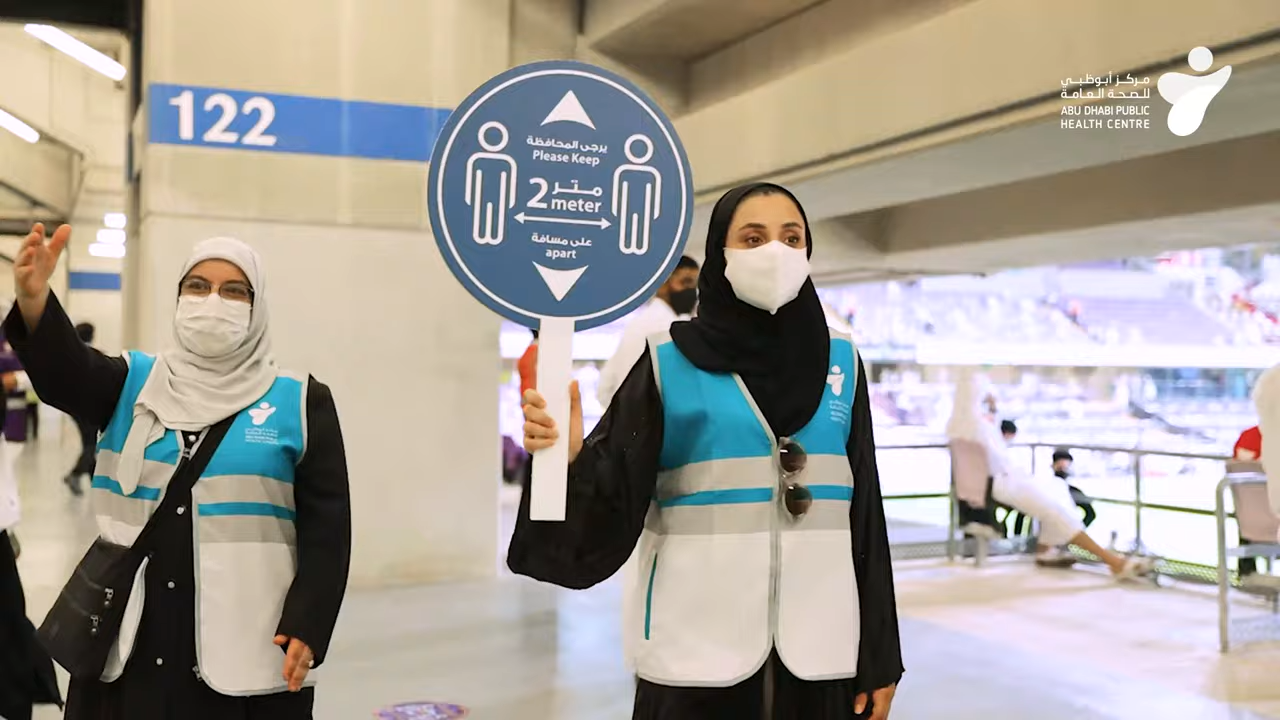 122
يرجى المحافظة
Please Keep
2 متر
meter
على مسافة
apart
مركز أبوظبي
للصحة العامة
ABU DHABI PUBLIC
HEALTH CENTRE